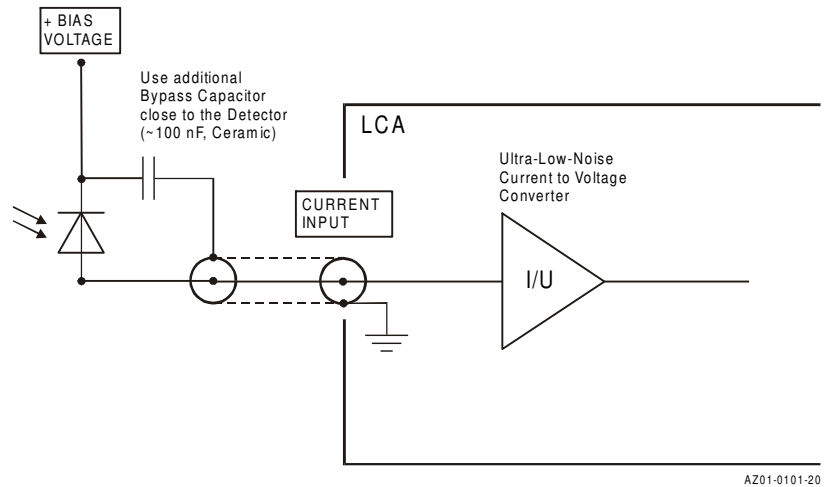 + BIAS
VOLTAGE
Use additional
Bypass Capacitor
close to the Detector
(~100 nF, Ceramic)
LCA
Ultra-Low-Noise
Current to Voltage
Converter
CURRENT
INPUT
I/U
AZ01-0101-20